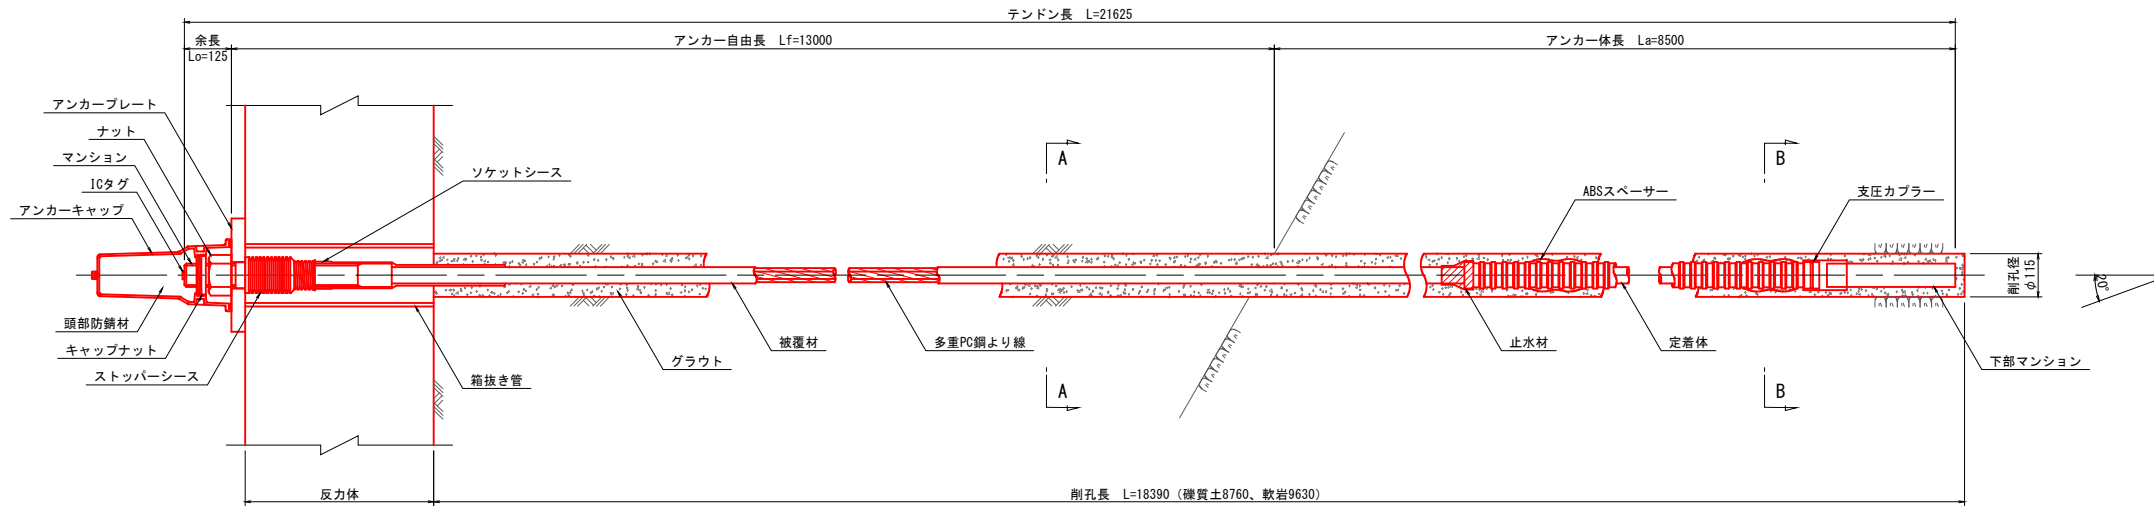 テンドン長 L=21625
余長
Lo=125
アンカー自由長 Lf=13000
アンカー体長 La=8500
アンカープレート
ナット
マンション
ICタグ
アンカーキャップ
ソケットシース
A
B
ABSスペーサー
支圧カプラー
削孔径
φ115
20°
頭部防錆材
キャップナット
ストッパーシース
箱抜き管
グラウト
被覆材
多重PC鋼より線
止水材
定着体
下部マンション
A
B
反力体
削孔長 L=18390（礫質土8760、軟岩9630）